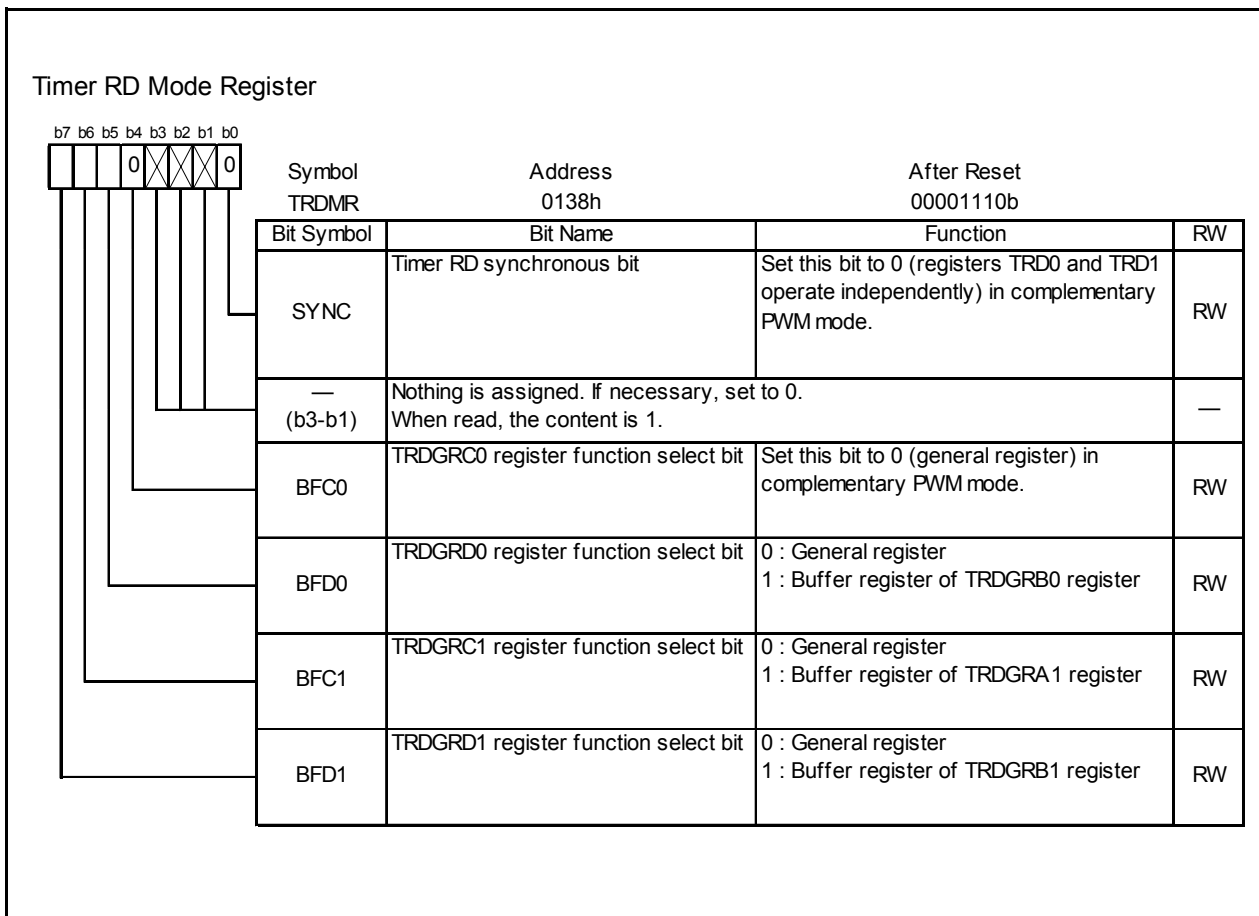 Timer RD Mode Register
b7 b6 b5 b4 b3 b2 b1 b0
0 0
Symbol Address After Reset
TRDMR 0138h 00001110b
Bit Symbol Bit Name Function RW
SYNC Timer RD synchronous bit Set this bit to 0 (registers TRD0 and TRD1
operate independently) in complementary
PWM mode. RW
— Nothing is assigned. If necessary, set to 0.
(b3-b1) When read, the content is 1. —
BFC0 TRDGRC0 register function select bit Set this bit to 0 (general register) in
complementary PWM mode. RW
BFD0 TRDGRD0 register function select bit 0 : General register
1 : Buffer register of TRDGRB0 register RW
BFC1 TRDGRC1 register function select bit 0 : General register
1 : Buffer register of TRDGRA1 register RW
BFD1 TRDGRD1 register function select bit 0 : General register
1 : Buffer register of TRDGRB1 register RW